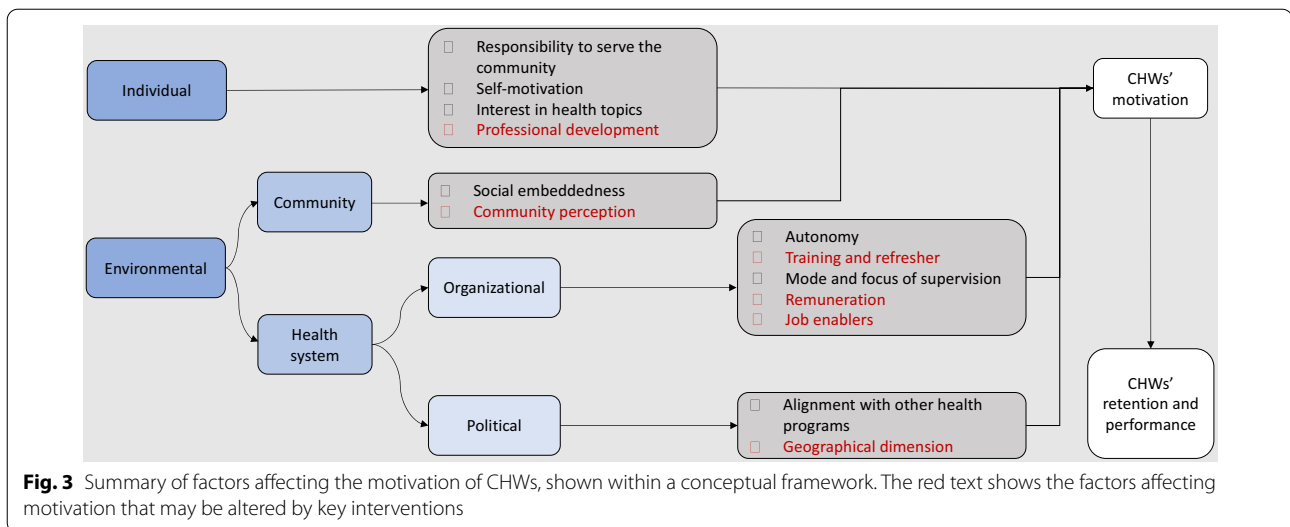 Individual
Responsibility to serve the
community
Self-motivation
Interest in health topics
Professional development
CHWs'
motivation
Community
Social embeddedness
Community perception
Environmental
Organizational
Autonomy
Training and refresher
Mode and focus of supervision
Remuneration
Job enablers
Health
system
Political
Alignment with other health
programs
Geographical dimension
CHWs'
retention and
performance
Fig. 3 Summary of factors affecting the motivation of CHWs, shown within a conceptual framework. The red text shows the factors affecting
motivation that may be altered by key interventions